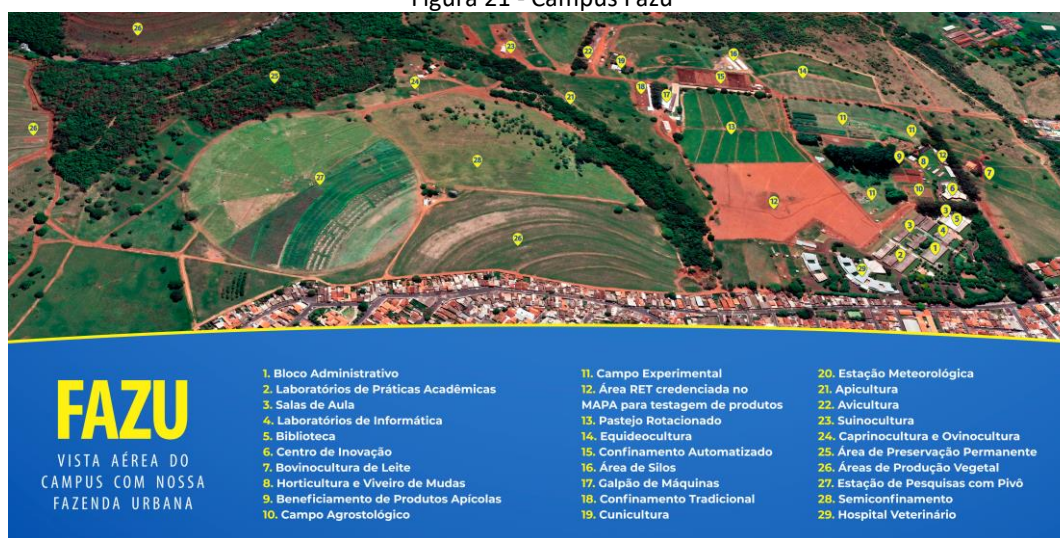 Figura 21 - Campus Fazu
FAZU
VISTA AÉREA DO
CAMPUS COM NOSSA
FAZENDA URBANA
1. Bloco Administrativo
2. Laboratórios de Práticas Acadêmicas
3. Salas de Aula
4. Laboratórios de Informática
5. Biblioteca
6. Centro de Inovação
7. Bovinocultura de Leite
8. Horticultura e Viveiro de Mudas
9. Beneficiamento de Produtos Apícolas
10. Campo Agrostológico
11. Campo Experimental
12. Área RET credenciada no
MAPA para testagem de produtos
13. Pastejo Rotacionado
14. Equideocultura
15. Confinamento Automatizado
16. Área de Silos
17. Galpão de Máquinas
18. Confinamento Tradicional
19. Cunicultura
20. Estação Meteorológica
21. Apicultura
22. Avicultura
23. Suinocultura
24. Caprinocultura e Ovinocultura
25. Área de Preservação Permanente
26. Áreas de Produção Vegetal
27. Estação de Pesquisas com Pivô
28. Semiconfinamento
29. Hospital Veterinário